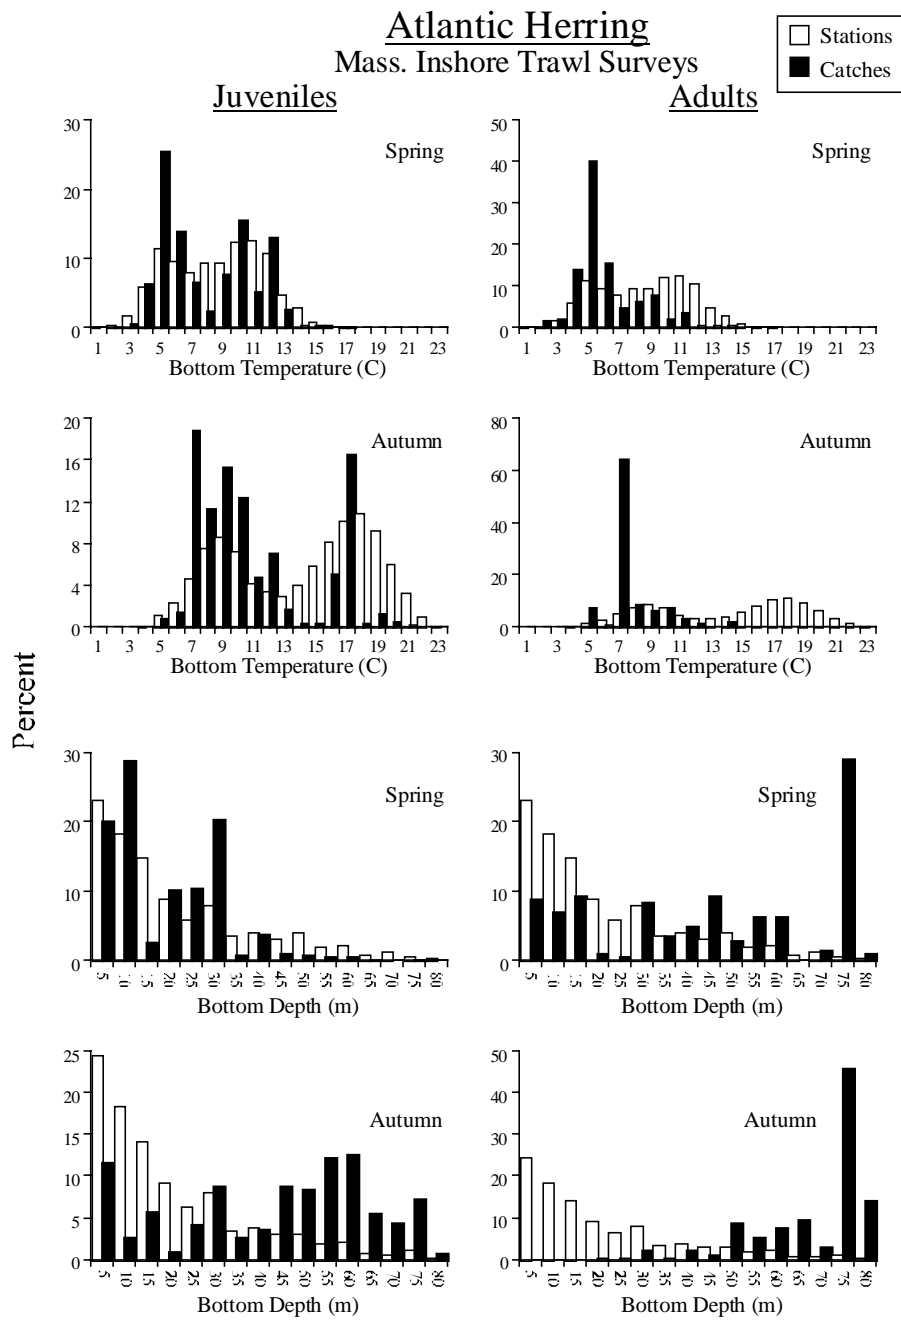 Atlantic Herring
Mass. Inshore Trawl Surveys
Stations
Catches
Juveniles
Adults
Percent
30
20
10
0
Spring
1 3 5 7 9 11 13 15 17 19 21 23
Bottom Temperature (C)
50
40
30
20
10
0
Spring
1 3 5 7 9 11 13 15 17 19 21 23
Bottom Temperature (C)
20
16
12
8
4
0
Autumn
1 3 5 7 9 11 13 15 17 19 21 23
Bottom Temperature (C)
80
60
40
20
0
Autumn
1 3 5 7 9 11 13 15 17 19 21 23
Bottom Temperature (C)
30
20
10
0
Spring
5 10 15 20 25 30 35 40 45 50 55 60 65 70 75 80
Bottom Depth (m)
30
20
10
0
Spring
5 10 15 20 25 30 35 40 45 50 55 60 65 70 75 80
Bottom Depth (m)
25
20
15
10
5
0
Autumn
5 10 15 20 25 30 35 40 45 50 55 60 65 70 75 80
Bottom Depth (m)
50
40
30
20
10
0
Autumn
5 10 15 20 25 30 35 40 45 50 55 60 65 70 75 80
Bottom Depth (m)